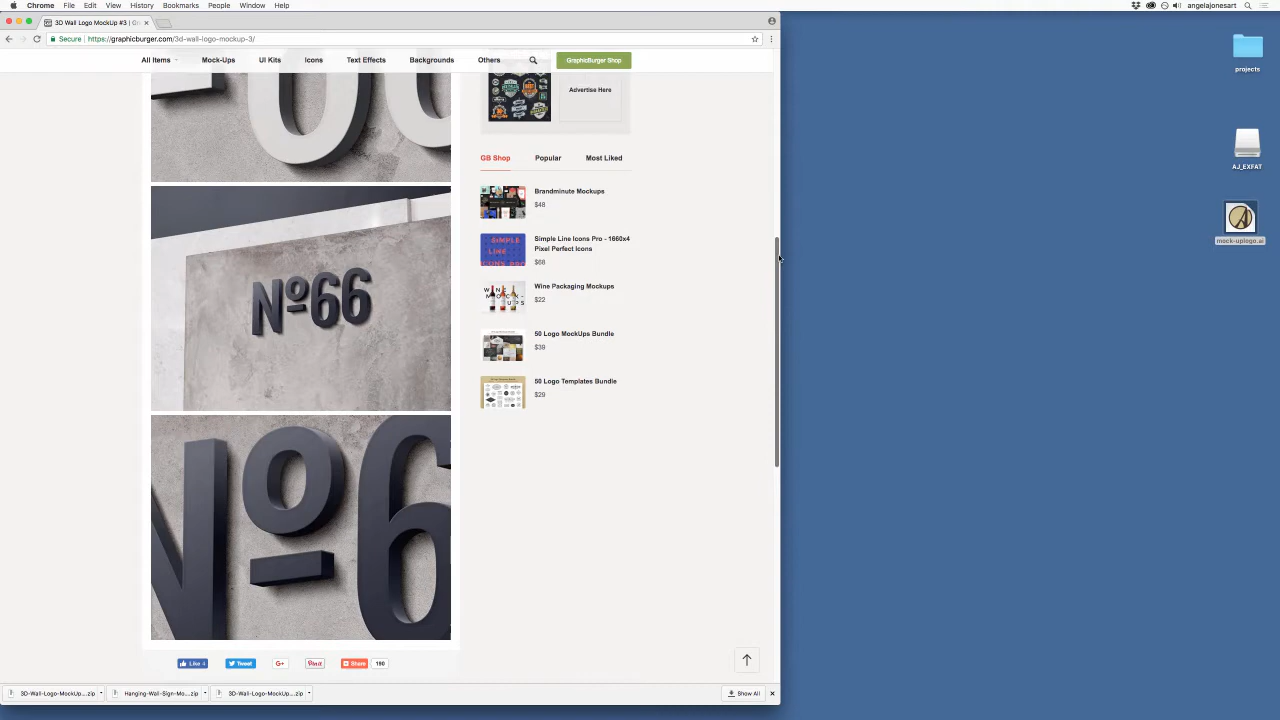 Chrome File Edit View History Bookmarks People Window Help
angelajonesart
3D Wall Logo MockUp #3 | Gr
Secure
https://graphicburger.com/3d-wall-logo-mockup-3/
All Items
Mock-Ups
UI Kits
Icons
Text Effects
Backgrounds
Others
GraphicBurger Shop
Advertise Here
GB Shop
Popular
Most Liked
Brandminute Mockups
$48
Simple Line Icons Pro - 1660x4
Pixel Perfect Icons
$68
Wine Packaging Mockups
$22
50 Logo MockUps Bundle
$39
50 Logo Templates Bundle
$29
Nº66
Nº6
Like 4
Tweet
G+
Pinit
Share
190
3D-Wall-Logo-MockUp....zip
Hanging-Wall-Sign-Mo....zip
3D-Wall-Logo-MockUp....zip
Show All
projects
AJ_EXFAT
mock-uplogo.ai